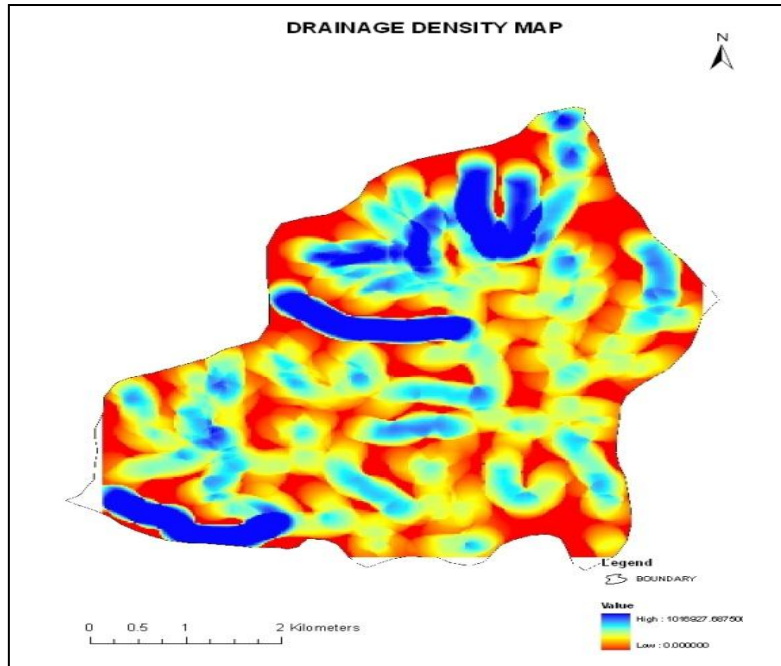 DRAINAGE DENSITY MAP
N
Legend
BOUNDARY
Value
High : 1016927.687500
Low : 0.000000
0 0.5 1 2 Kilometers